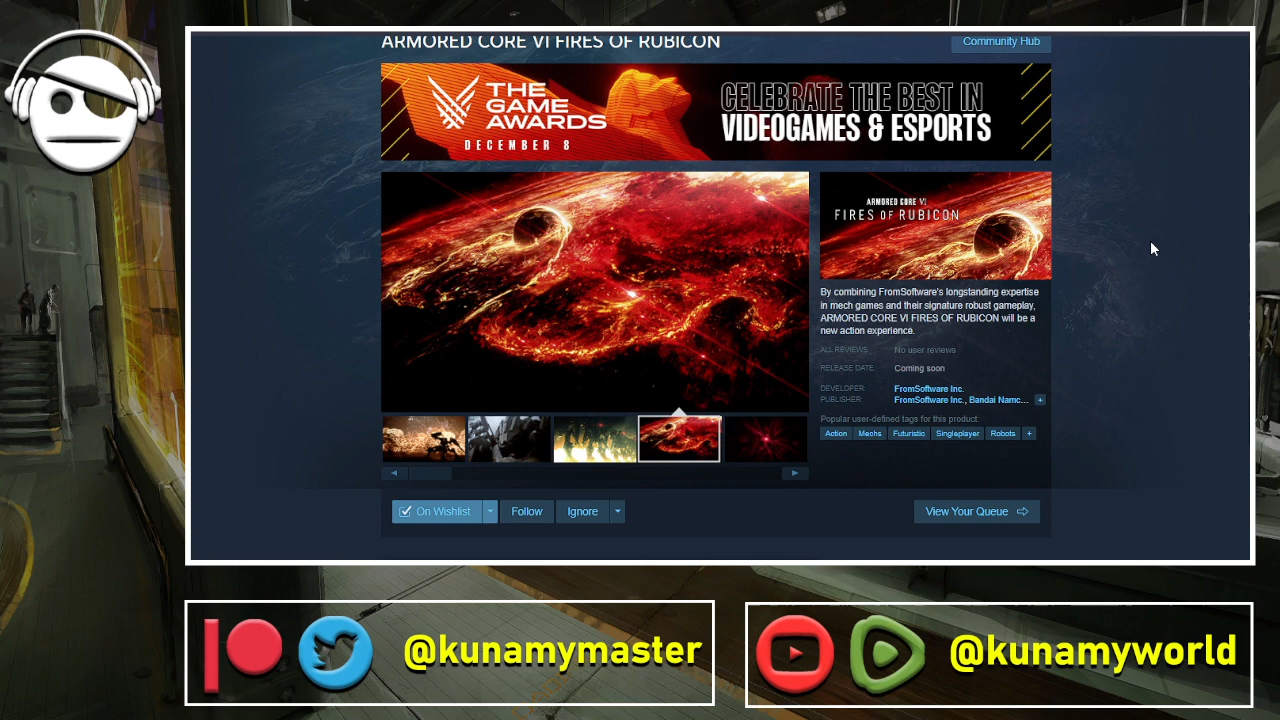 ARMORED CORE VI FIRES OF RUBICON
Community Hub
THE
GAME
AWARDS
DECEMBER 8
CELEBRATE THE BEST IN
VIDEOGAMES & ESPORTS
ARMORED CORE VI
FIRES OF RUBICON
By combining FromSoftware's longstanding expertise
in mech games and their signature robust gameplay,
ARMORED CORE VI FIRES OF RUBICON will be a
new action experience.
ALL REVIEWS: No user reviews
RELEASE DATE: Coming soon
DEVELOPER: FromSoftware Inc.
PUBLISHER: FromSoftware Inc., Bandai Namc... +
Popular user-defined tags for this product:
Action Mechs Futuristic Singleplayer Robots +
On Wishlist Follow Ignore View Your Queue
@kunamymaster
@kunamyworld